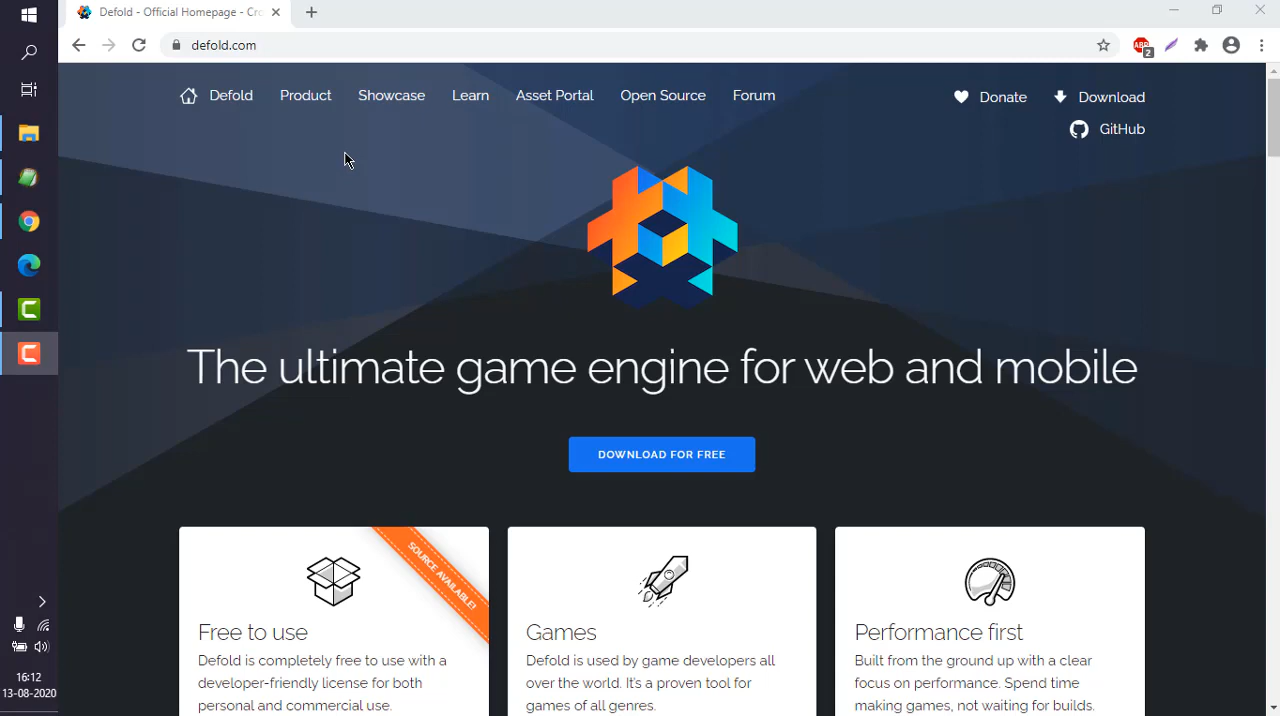 Defold - Official Homepage - Cro
defold.com
ABP
2
Defold
Product
Showcase
Learn
Asset Portal
Open Source
Forum
Donate
Download
GitHub
The ultimate game engine for web and mobile
DOWNLOAD FOR FREE
SOURCE AVAILABLE!
Free to use
Defold is completely free to use with a
developer-friendly license for both
personal and commercial use.
Games
Defold is used by game developers all
over the world. It's a proven tool for
games of all genres.
Performance first
Built from the ground up with a clear
focus on performance. Spend time
making games, not waiting for builds.
16:12
13-08-2020